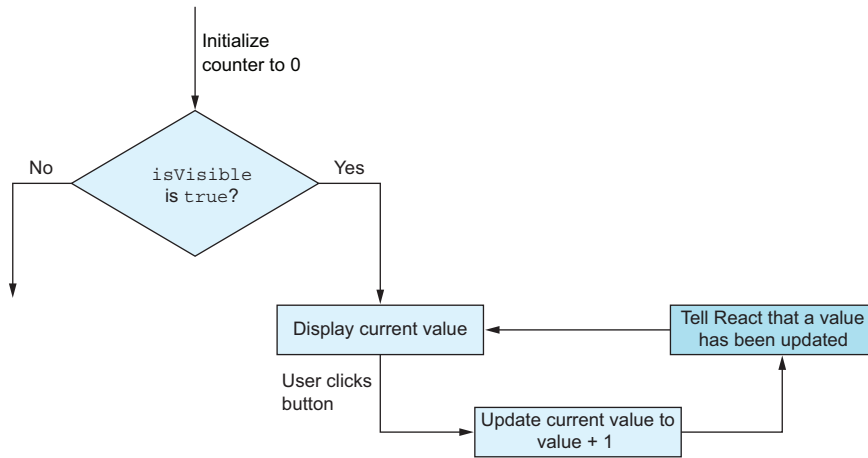 Initialize
counter to 0
No
isVisible
is true?
Yes
Display current value
Tell React that a value
has been updated
User clicks
button
Update current value to
value + 1